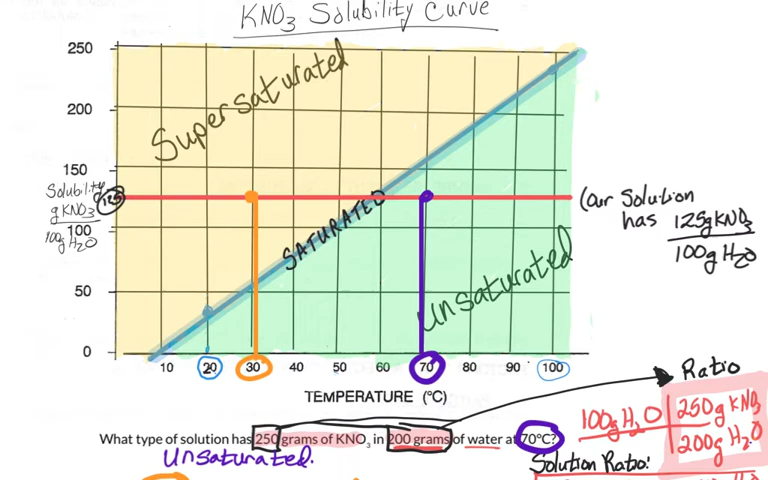 KNO3 Solubility Curve
250
200
150
100
50
0
Solubility
g KNO3
100g H2O
125
Supersaturated
SATURATED
Unsaturated
(Our Solution
has 125g KNO3
100g H2O
10 20 30 40 50 60 70 80 90 100
TEMPERATURE (°C)
Ratio
100g H2O 250g KNO3
200g H2O
What type of solution has 250 grams of KNO3 in 200 grams of water at 70°C?
Unsaturated.
Solution Ratio: